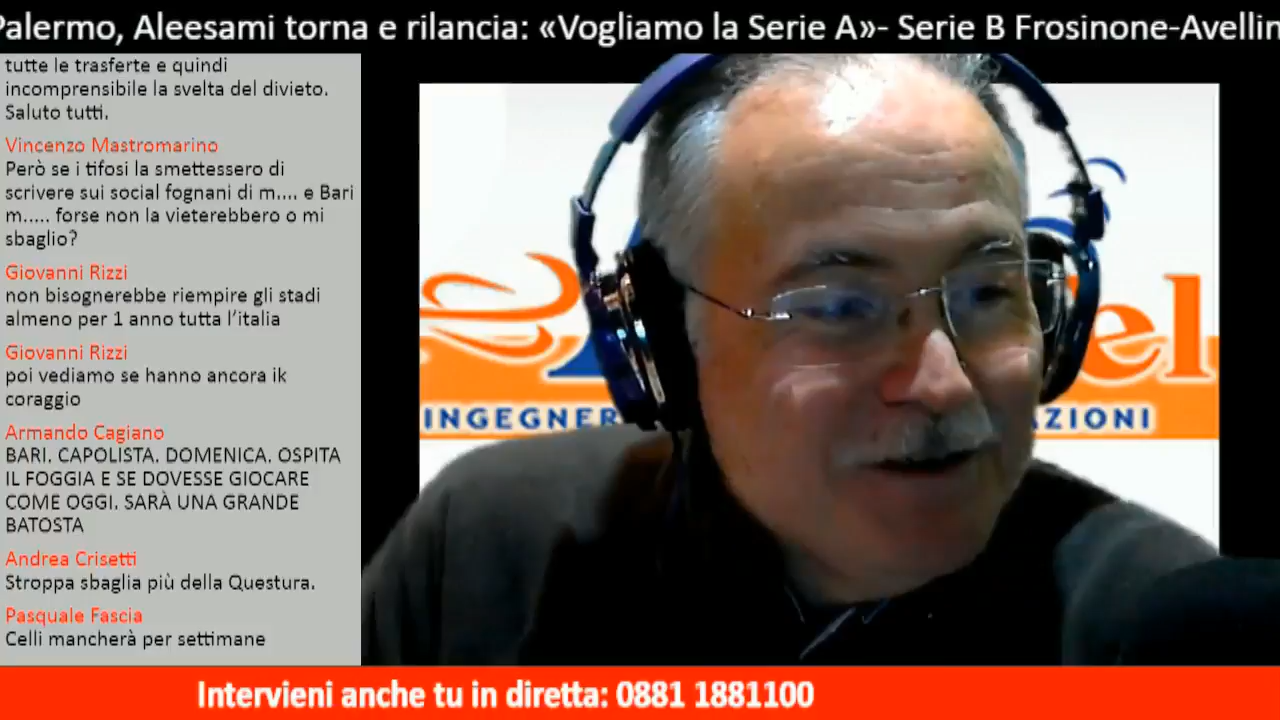 Palermo, Aleesami torna e rilancia: «Vogliamo la Serie A»- Serie B Frosinone-Avellin
tutte le trasferte e quindi
incomprensibile la svelta del divieto.
Saluto tutti.
Vincenzo Mastromarino
Però se i tifosi la smettessero di
scrivere sui social fognani di m.... e Bari
m..... forse non la vieterebbero o mi
sbaglio?
Giovanni Rizzi
non bisognerebbe riempire gli stadi
almeno per 1 anno tutta l'italia
Giovanni Rizzi
poi vediamo se hanno ancora ik
coraggio
Armando Cagiano
BARI. CAPOLISTA. DOMENICA. OSPITA
IL FOGGIA E SE DOVESSE GIOCARE
COME OGGI. SARÀ UNA GRANDE
BATOSTA
Andrea Crisetti
Stroppa sbaglia più della Questura.
Pasquale Fascia
Celli mancherà per settimane
el
INGEGNER
AZIONI
Intervieni anche tu in diretta: 0881 1881100